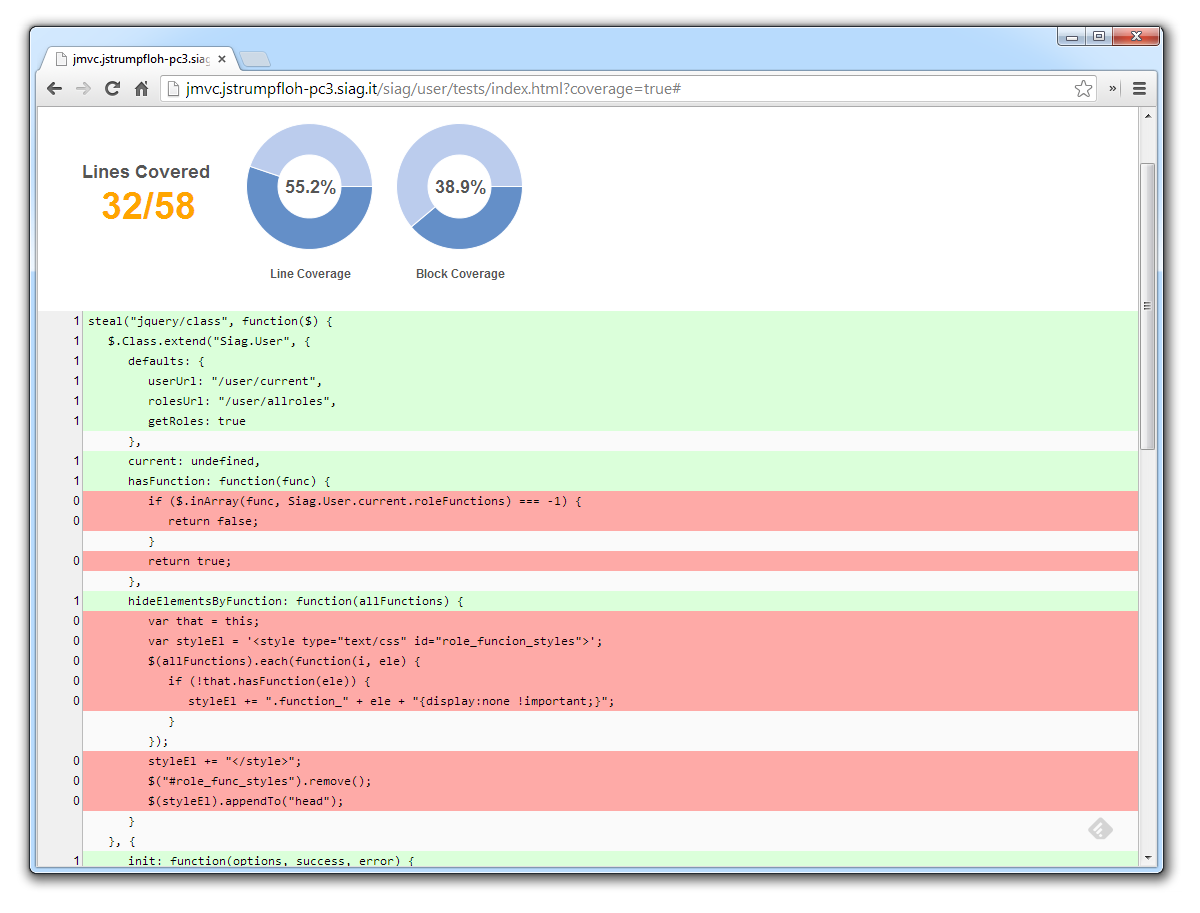 jmvc.jstrumpfloh-pc3.siag
jmvc.jstrumpfloh-pc3.siag.it/siag/user/tests/index.html?coverage=true#
Lines Covered
32/58
55.2%
38.9%
Line Coverage
Block Coverage
1 steal("jquery/class", function($) {
1 $.Class.extend("Siag.User", {
1 defaults: {
1 userUrl: "/user/current",
1 rolesUrl: "/user/allroles",
1 getRoles: true
},
1 current: undefined,
1 hasFunction: function(func) {
0 if ($.inArray(func, Siag.User.current.roleFunctions) === -1) {
0 return false;
}
0 return true;
},
1 hideElementsByFunction: function(allFunctions) {
0 var that = this;
0 var styleEl = '<style type="text/css" id="role_funcion_styles">';
0 $(allFunctions).each(function(i, ele) {
0 if (!that.hasFunction(ele)) {
0 styleEl += ".function_" + ele + "{display:none !important;}";
}
});
0 styleEl += "</style>";
0 $("#role_func_styles").remove();
0 $(styleEl).appendTo("head");
}
}, {
1 init: function(options, success, error) {